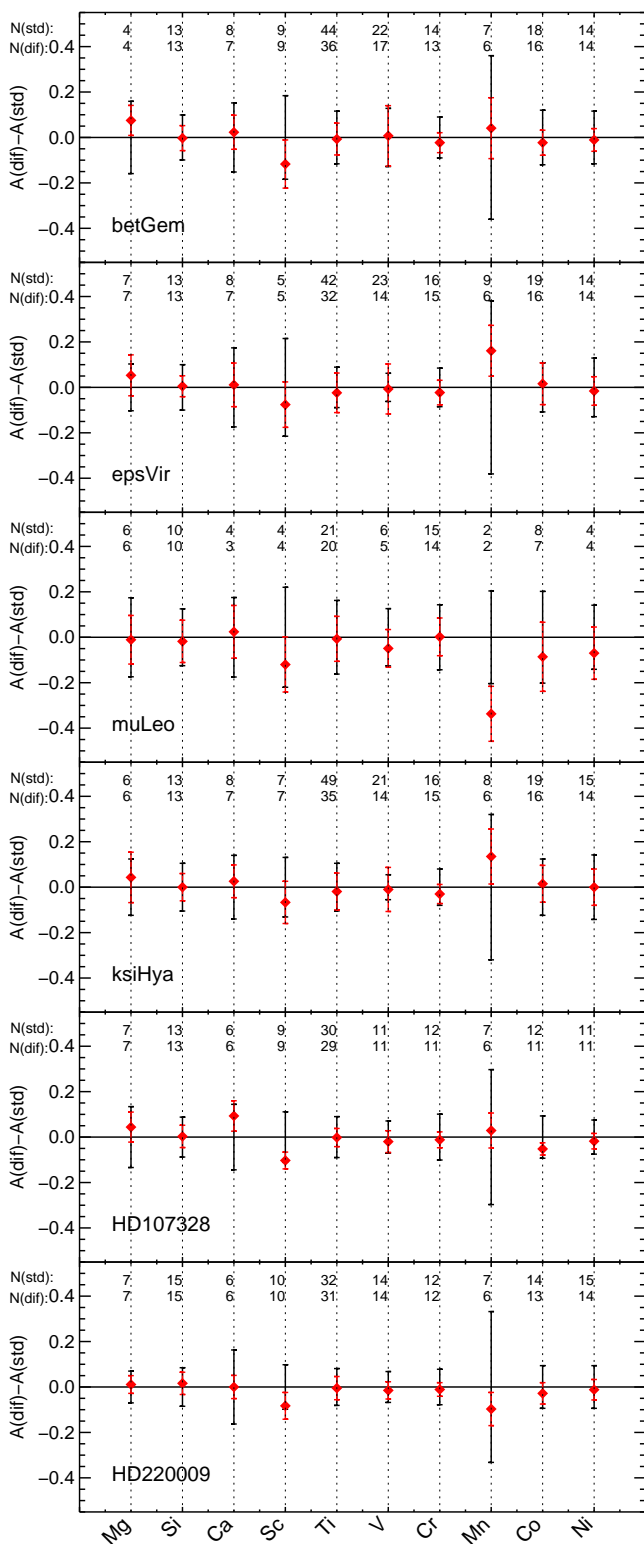 N(std): 4 13 8 9 44 22 14 7 18 14
N(dif): 4 13 7 9 36 17 13 6 16 14
0.4
0.2
0.0
−0.2
−0.4
A(dif)−A(std)
betGem
7 13 8 5 42 23 16 9 19 14
N(std):
N(dif): 7 13 7 5 32 14 15 6 16 14
0.4
0.2
0.0
−0.2
−0.4
A(dif)−A(std)
epsVir
N(std): 6 10 4 4 21 6 15 2 8 4
N(dif): 6 10 3 4 20 5 14 2 7 4
0.4
0.2
0.0
−0.2
−0.4
A(dif)−A(std)
muLeo
N(std): 6 13 8 7 49 21 16 8 19 15
N(dif): 6 13 7 7 35 14 15 6 16 14
0.4
0.2
0.0
−0.2
−0.4
A(dif)−A(std)
ksiHya
N(std): 7 13 6 9 30 11 12 7 12 11
N(dif): 7 13 6 9 29 11 11 6 11 11
0.4
0.2
0.0
−0.2
−0.4
A(dif)−A(std)
HD107328
N(std): 7 15 6 10 32 14 12 7 14 15
N(dif): 7 15 6 10 31 14 12 6 13 14
0.4
0.2
0.0
−0.2
−0.4
A(dif)−A(std)
HD220009
Mg Si Ca Sc Ti V Cr Mn Co Ni